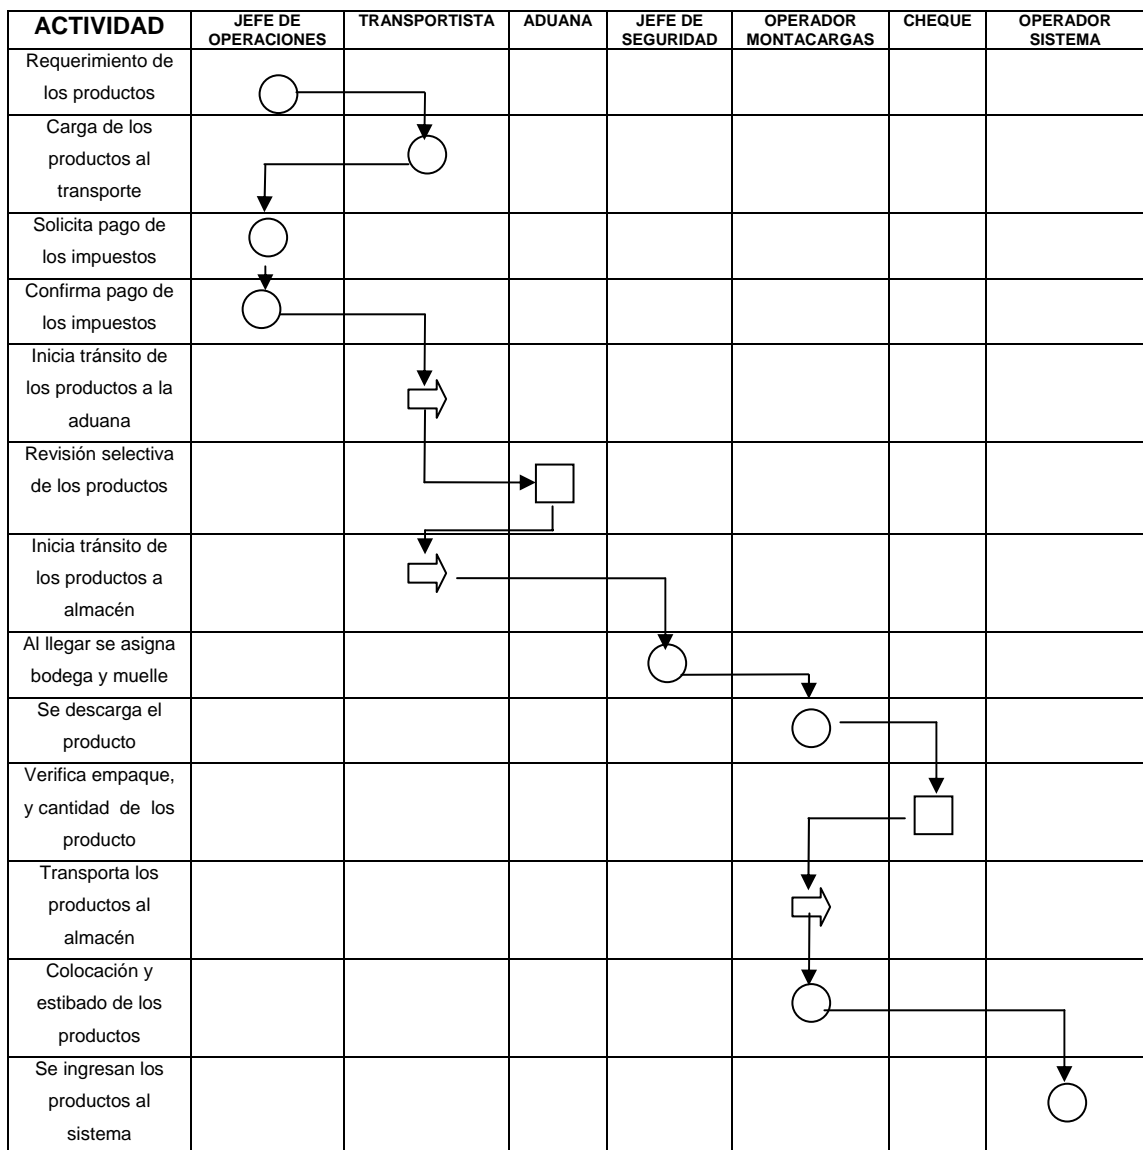 ACTIVIDAD
JEFE DE
OPERACIONES
TRANSPORTISTA
ADUANA
JEFE DE
SEGURIDAD
OPERADOR
MONTACARGAS
CHEQUE
OPERADOR
SISTEMA
Requerimiento de
los productos
Carga de los
productos al
transporte
Solicita pago de
los impuestos
Confirma pago de
los impuestos
Inicia tránsito de
los productos a la
aduana
Revisión selectiva
de los productos
Inicia tránsito de
los productos a
almacén
Al llegar se asigna
bodega y muelle
Se descarga el
producto
Verifica empaque,
y cantidad de los
producto
Transporta los
productos al
almacén
Colocación y
estibado de los
productos
Se ingresan los
productos al
sistema